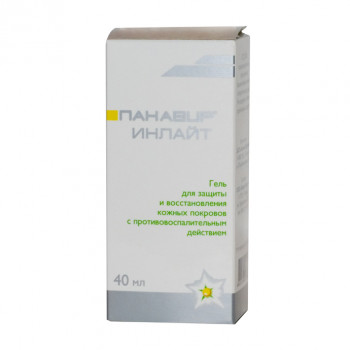 ПАНАВИР
ИНЛАЙТ
Гель
для защиты
и восстановления
кожных покровов
с противовоспалительным
действием
40 мл